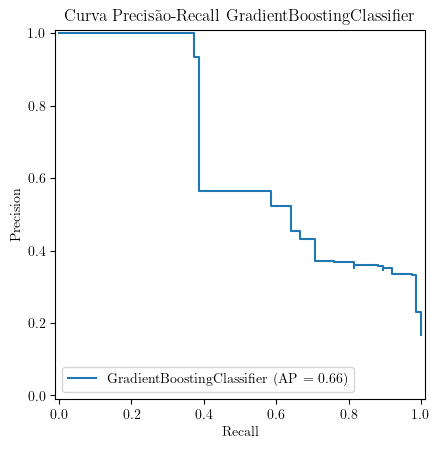 Curva Precisão-Recall GradientBoostingClassifier
1.0
0.8
0.6
0.4
0.2
0.0
Precision
GradientBoostingClassifier (AP = 0.66)
0.0 0.2 0.4 0.6 0.8 1.0
Recall